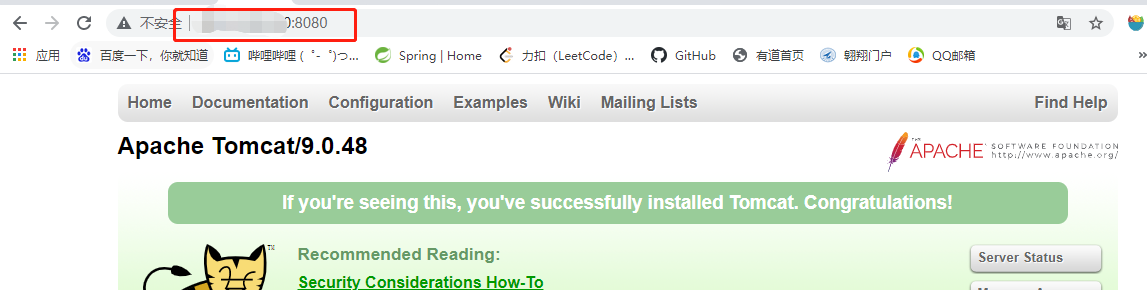 不安全 | 0:8080
应用 百度一下，你就知道 哔哩哔哩 ( ゜- ゜)つ... Spring | Home 力扣（LeetCode）... GitHub 有道首页 翱翔门户 QQ邮箱 »
Home Documentation Configuration Examples Wiki Mailing Lists Find Help
Apache Tomcat/9.0.48
THE APACHE™ SOFTWARE FOUNDATION
http://www.apache.org/
If you're seeing this, you've successfully installed Tomcat. Congratulations!
TM
Recommended Reading:
Security Considerations How-To
Server Status